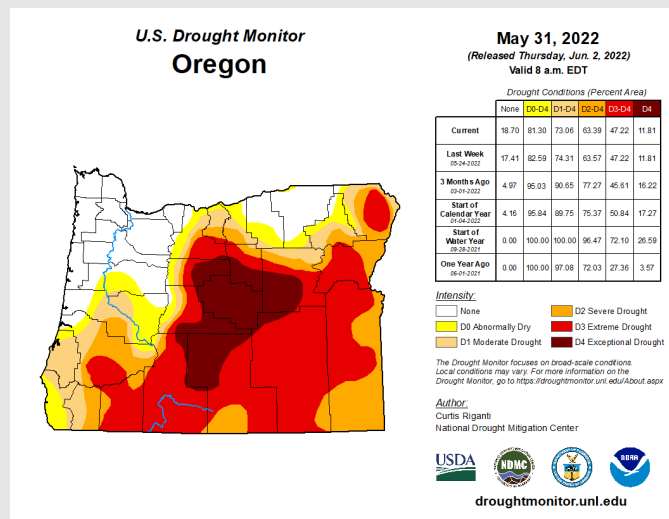 U.S. Drought Monitor
Oregon
May 31, 2022
(Released Thursday, Jun. 2, 2022)
Valid 8 a.m. EDT
Drought Conditions (Percent Area)
None D0-D4 D1-D4 D2-D4 D3-D4 D4
Current 18.70 81.30 73.06 63.39 47.22 11.81
Last Week 17.41 82.59 74.31 63.57 47.22 11.81
05-24-2022
3 Months Ago 4.97 95.03 90.65 77.27 45.61 16.22
03-01-2022
Start of
Calendar Year 4.16 95.84 89.75 75.37 50.84 17.27
01-04-2022
Start of
Water Year 0.00 100.00 100.00 96.47 72.10 26.59
09-28-2021
One Year Ago 0.00 100.00 97.08 72.03 27.36 3.57
06-01-2021
Intensity:
None
D0 Abnormally Dry
D1 Moderate Drought
D2 Severe Drought
D3 Extreme Drought
D4 Exceptional Drought
The Drought Monitor focuses on broad-scale conditions.
Local conditions may vary. For more information on the
Drought Monitor, go to https://droughtmonitor.unl.edu/About.aspx
Author:
Curtis Riganti
National Drought Mitigation Center
USDA
NDMC
NOAA
droughtmonitor.unl.edu